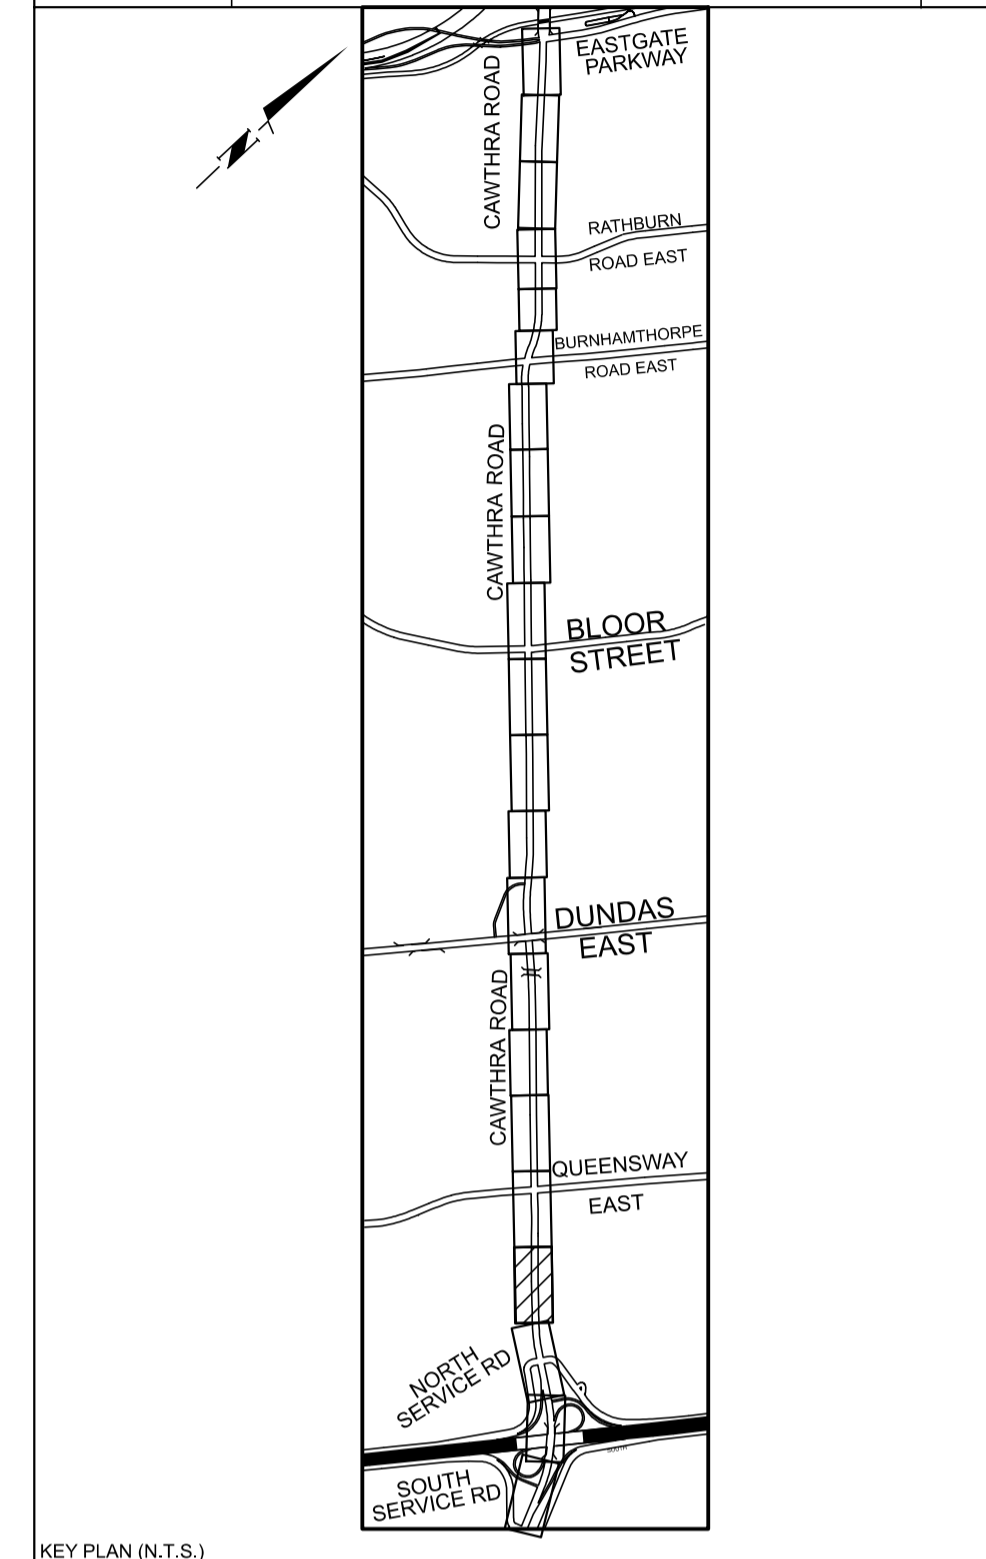 EASTGATE
PARKWAY
CAWTHRA ROAD
N
RATHBURN
ROAD EAST
BURNHAMTHORPE
ROAD EAST
CAWTHRA ROAD
BLOOR
STREET
DUNDAS
EAST
CAWTHRA ROAD
QUEENSWAY
EAST
NORTH
SERVICE RD
SOUTH
SOUTH
SERVICE RD
KEY PLAN (N.T.S.)